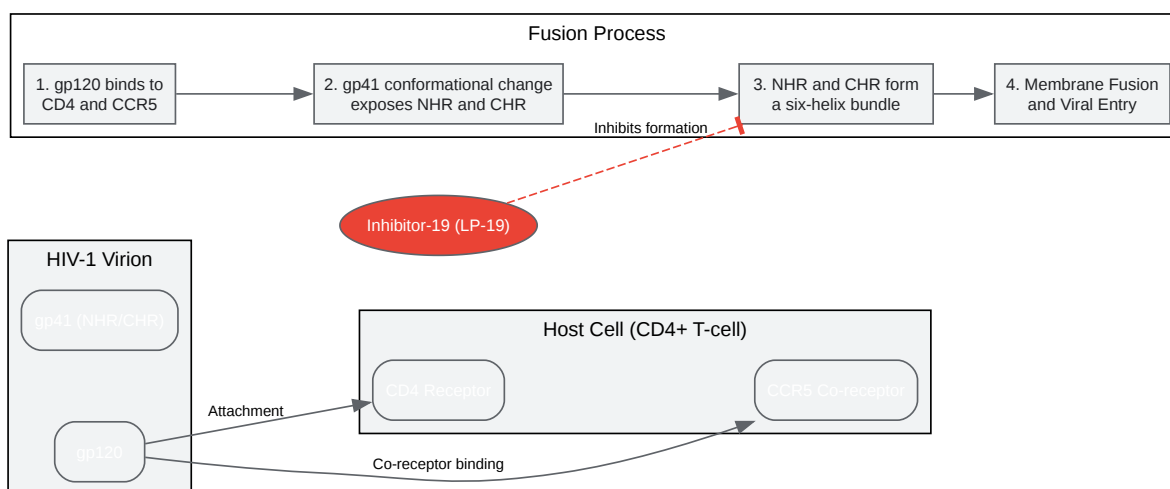 Fusion Process
1. gp120 binds to
CD4 and CCR5
2. gp41 conformational change
exposes NHR and CHR
3. NHR and CHR form
a six-helix bundle
4. Membrane Fusion
and Viral Entry
Inhibits formation
Inhibitor-19 (LP-19)
HIV-1 Virion
gp41 (NHR/CHR)
Host Cell (CD4+ T-cell)
CD4 Receptor
CCR5 Co-receptor
Attachment
gp120
Co-receptor binding